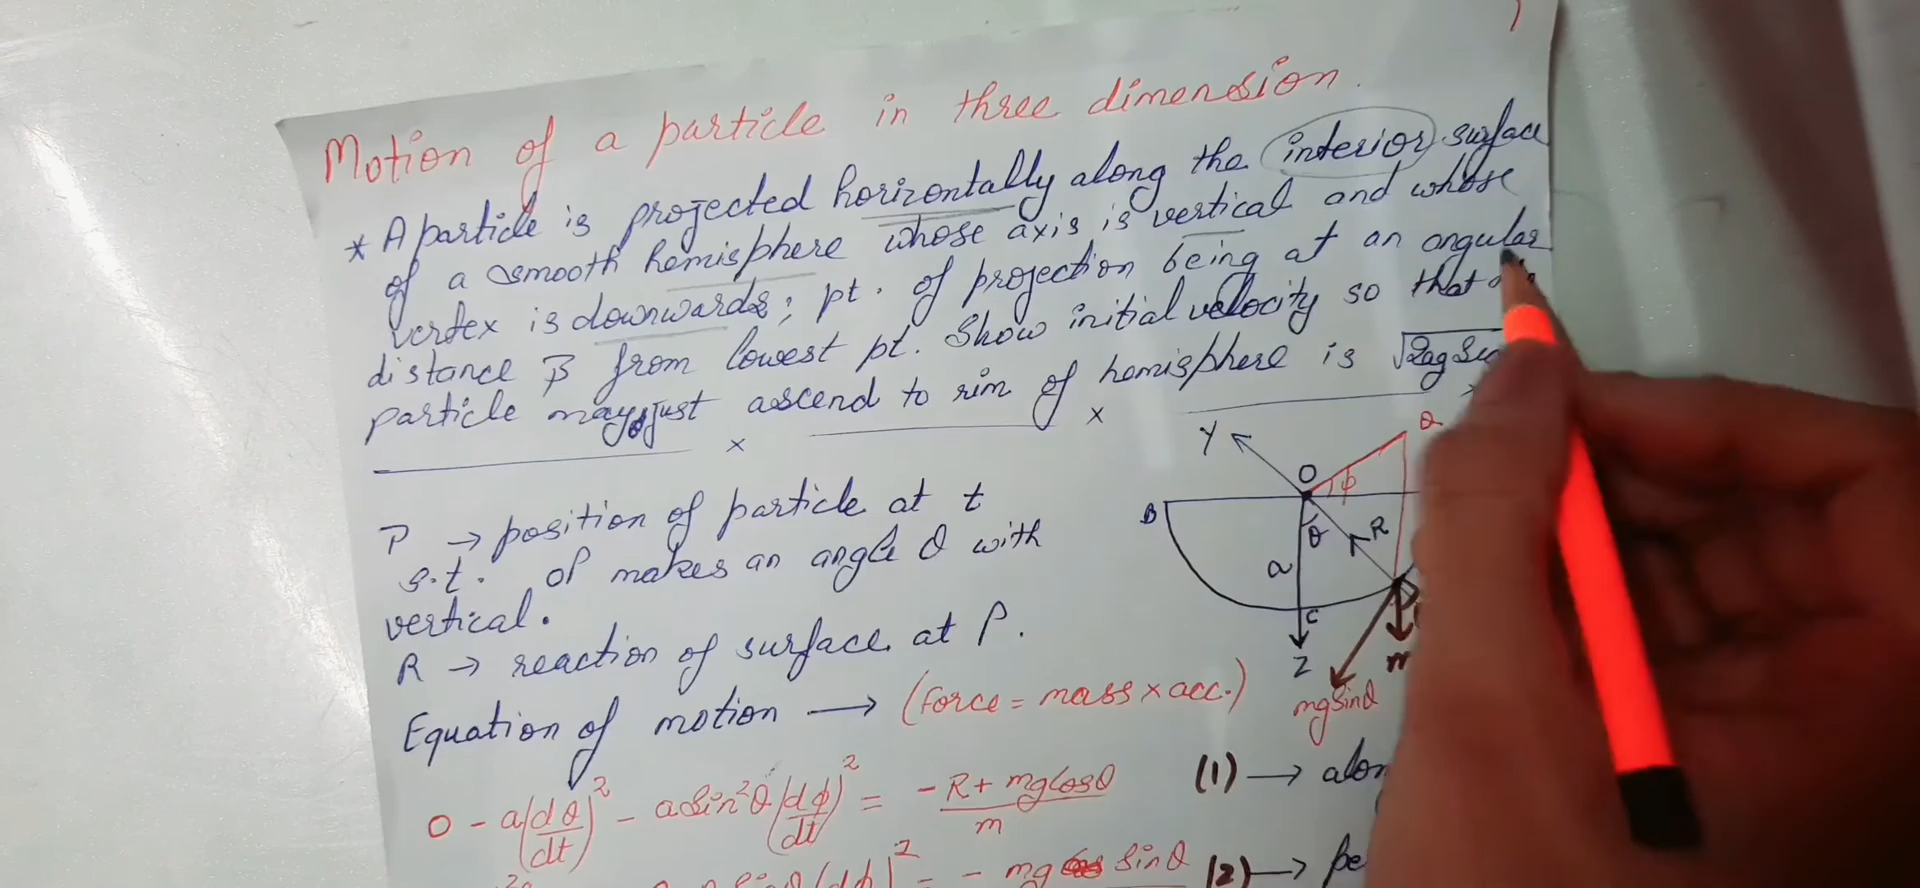 Motion of a particle in three dimension.
* A particle is projected horizontally along the interior surface
of a smooth hemisphere whose axis is vertical and whose
vertex is downwards; pt. of projection being at an angular
distance β from lowest pt. Show initial velocity so that
particle may just ascend to rim of hemisphere is √2ag
x x
P → position of particle at t
s.t. OP makes an angle θ with
vertical.
R → reaction of surface at P.
Equation of motion → (Force = mass × acc.)
0 - a(dθ/dt)² - a sin²θ(dϕ/dt)² = -R + mg cosθ / m (1) →
= - mg sinθ (2) →
Y
O
Q
ϕ
B
θ
R
a
C
Z
mg sinθ